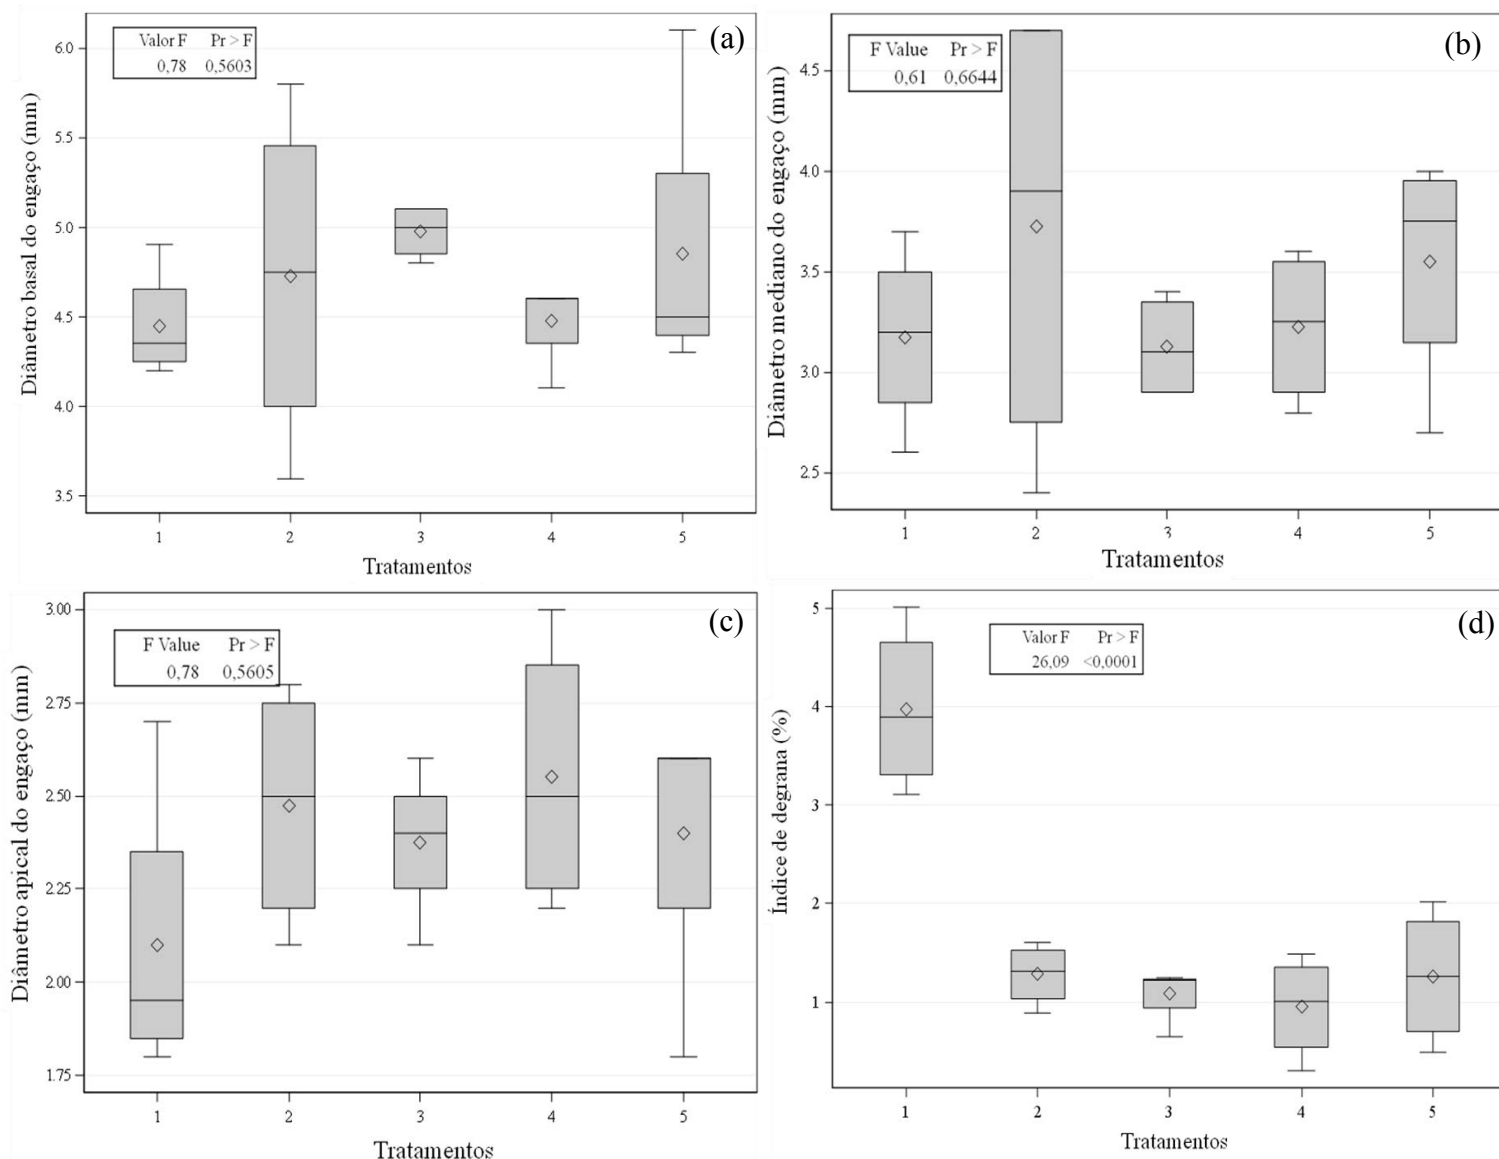 (a)
Valor F Pr > F
0,78 0,5603
Diâmetro basal do engaço (mm)
6.0
5.5
5.0
4.5
4.0
3.5
1 2 3 4 5
Tratamentos
(b)
F Value Pr > F
0,61 0,6644
Diâmetro mediano do engaço (mm)
4.5
4.0
3.5
3.0
2.5
1 2 3 4 5
Tratamentos
(c)
F Value Pr > F
0,78 0,5605
Diâmetro apical do engaço (mm)
3.00
2.75
2.50
2.25
2.00
1.75
1 2 3 4 5
Tratamentos
(d)
Valor F Pr > F
26,09 <0,0001
Índice de degrana (%)
5
4
3
2
1
1 2 3 4 5
Tratamentos